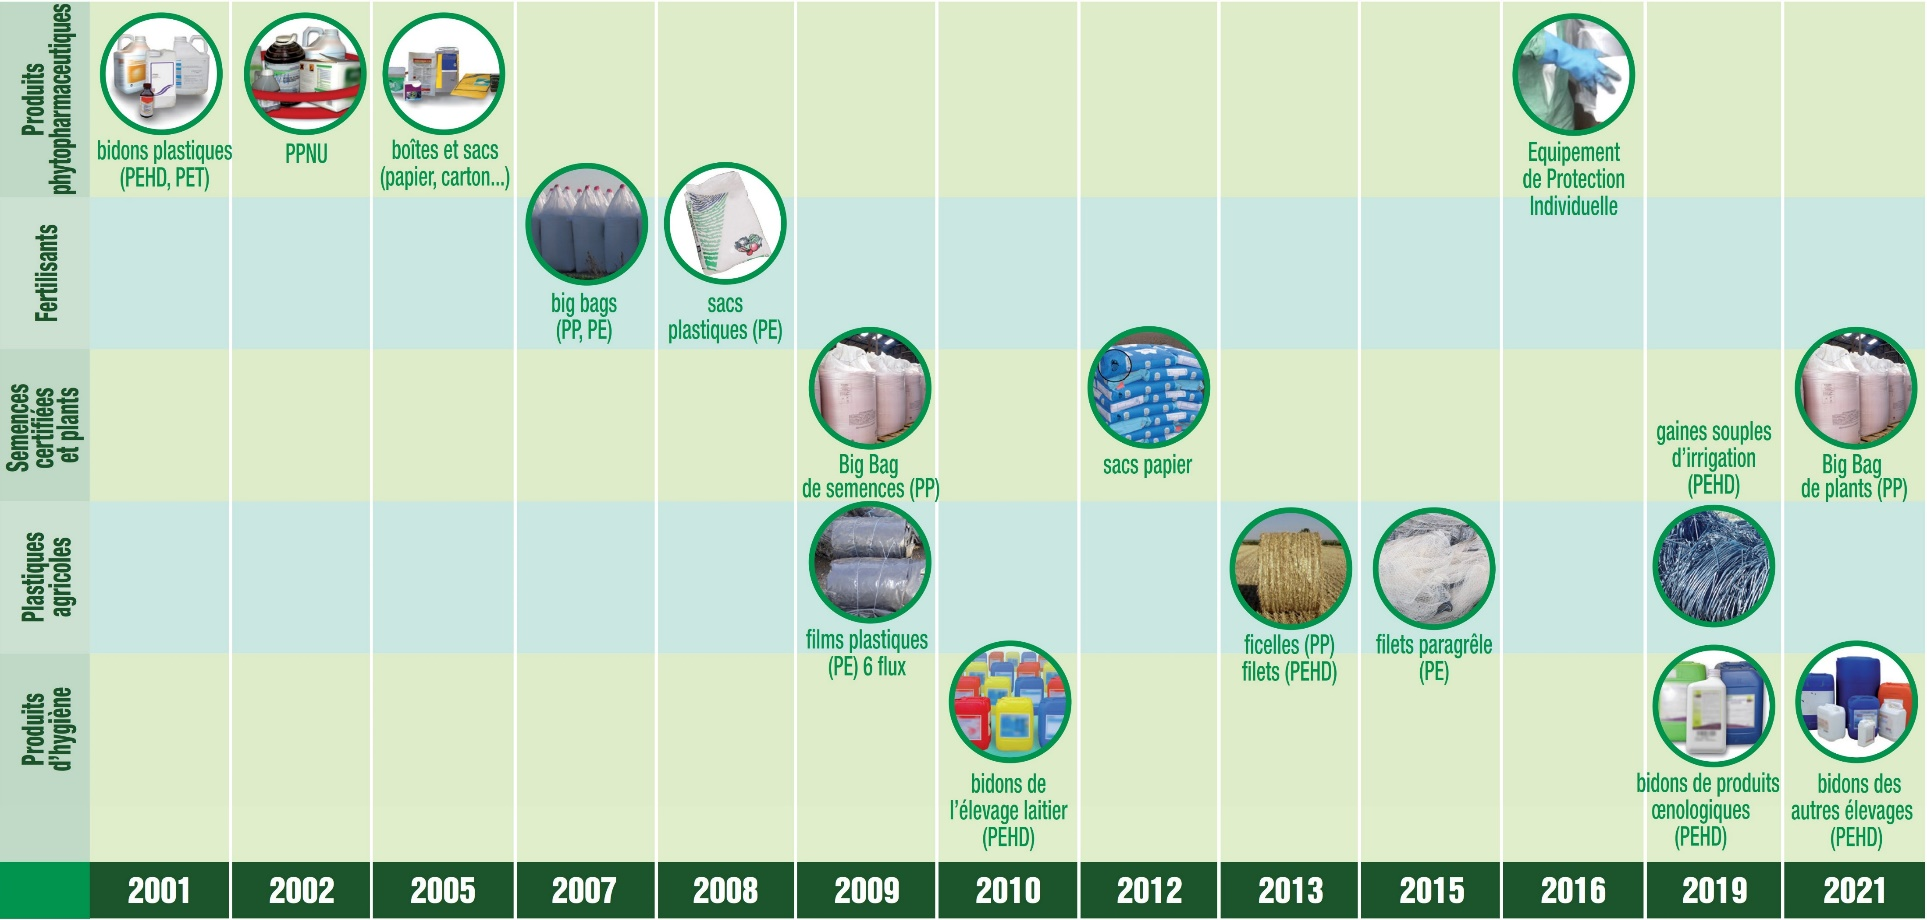 Produits
phytopharmaceutiques
bidons plastiques
(PEHD, PET)
PPNU
boîtes et sacs
(papier, carton...)
Equipement
de Protection
Individuelle
Fertilisants
big bags
(PP, PE)
sacs
plastiques (PE)
Semences
certifiées
et plants
Big Bag
de semences (PP)
sacs papier
gaines souples
d'irrigation
(PEHD)
Big Bag
de plants (PP)
Plastiques
agricoles
films plastiques
(PE) 6 flux
ficelles (PP)
filets (PEHD)
filets paragrêle
(PE)
Produits
d'hygiène
bidons de
l'élevage laitier
(PEHD)
bidons de produits
œnologiques
(PEHD)
bidons des
autres élevages
(PEHD)
2001
2002
2005
2007
2008
2009
2010
2012
2013
2015
2016
2019
2021